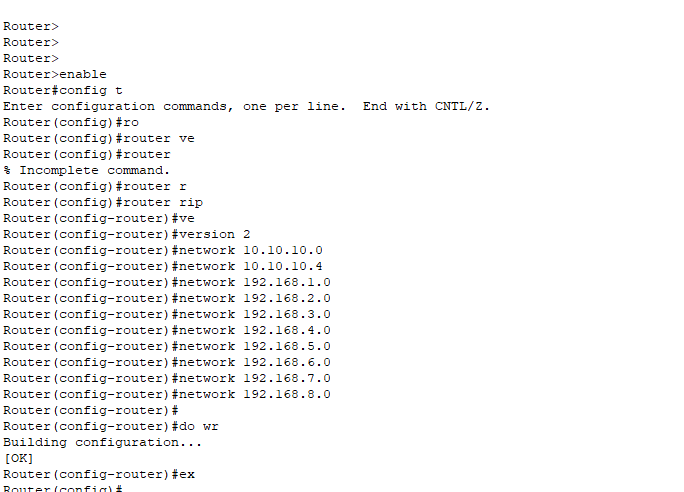 Router>
Router>
Router>
Router>enable
Router#config t
Enter configuration commands, one per line.  End with CNTL/Z.
Router(config)#ro
Router(config)#router ve
Router(config)#router
% Incomplete command.
Router(config)#router r
Router(config)#router rip
Router(config-router)#ve
Router(config-router)#version 2
Router(config-router)#network 10.10.10.0
Router(config-router)#network 10.10.10.4
Router(config-router)#network 192.168.1.0
Router(config-router)#network 192.168.2.0
Router(config-router)#network 192.168.3.0
Router(config-router)#network 192.168.4.0
Router(config-router)#network 192.168.5.0
Router(config-router)#network 192.168.6.0
Router(config-router)#network 192.168.7.0
Router(config-router)#network 192.168.8.0
Router(config-router)#
Router(config-router)#do wr
Building configuration...
[OK]
Router(config-router)#ex
Router(config)#